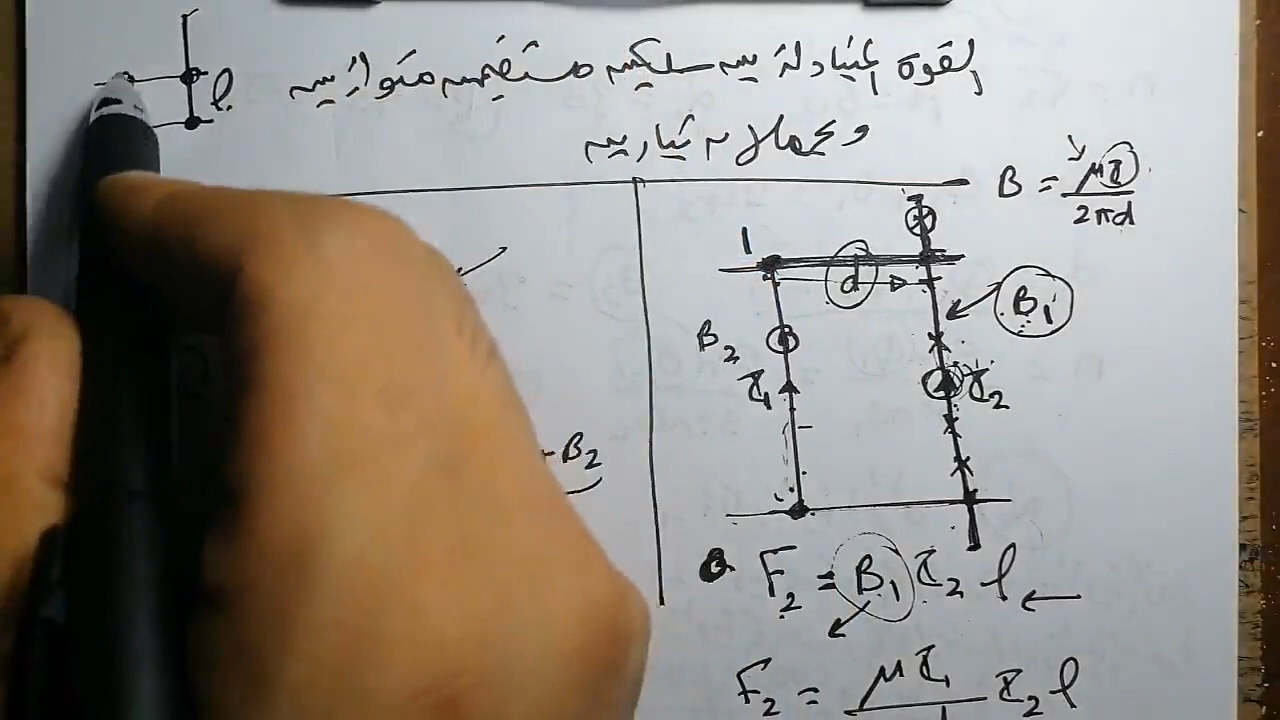 القوة المتبادلة بين سلكين مستقيمين متوازيين
ويحملان تيارين
l
B = μI / 2πd
1
d
B₁
B₂
I₁
I₂
B₂
F₂ = B₁ I₂ l
F₂ = μI₁ I₂ l